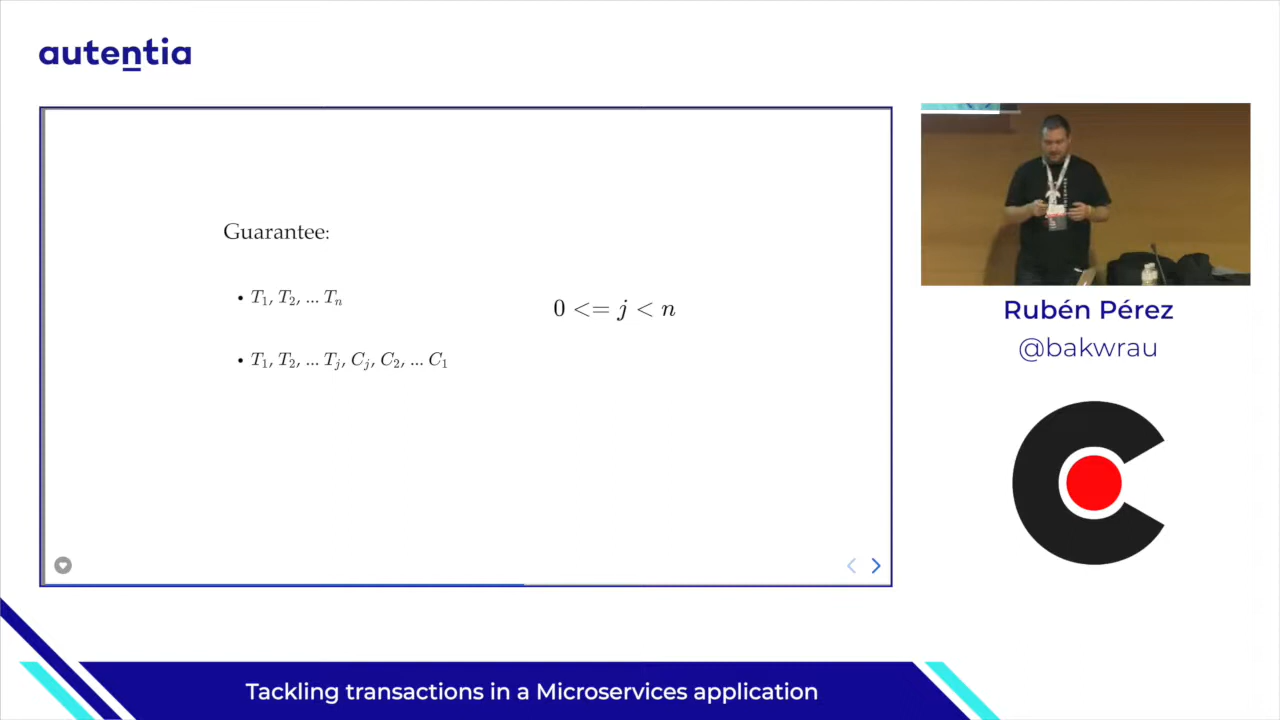 autentia
Guarantee:
• T₁, T₂, ... Tₙ
0 <= j < n
• T₁, T₂, ... Tⱼ, Cⱼ, C₂, ... C₁
Rubén Pérez
@bakwrau
Tackling transactions in a Microservices application